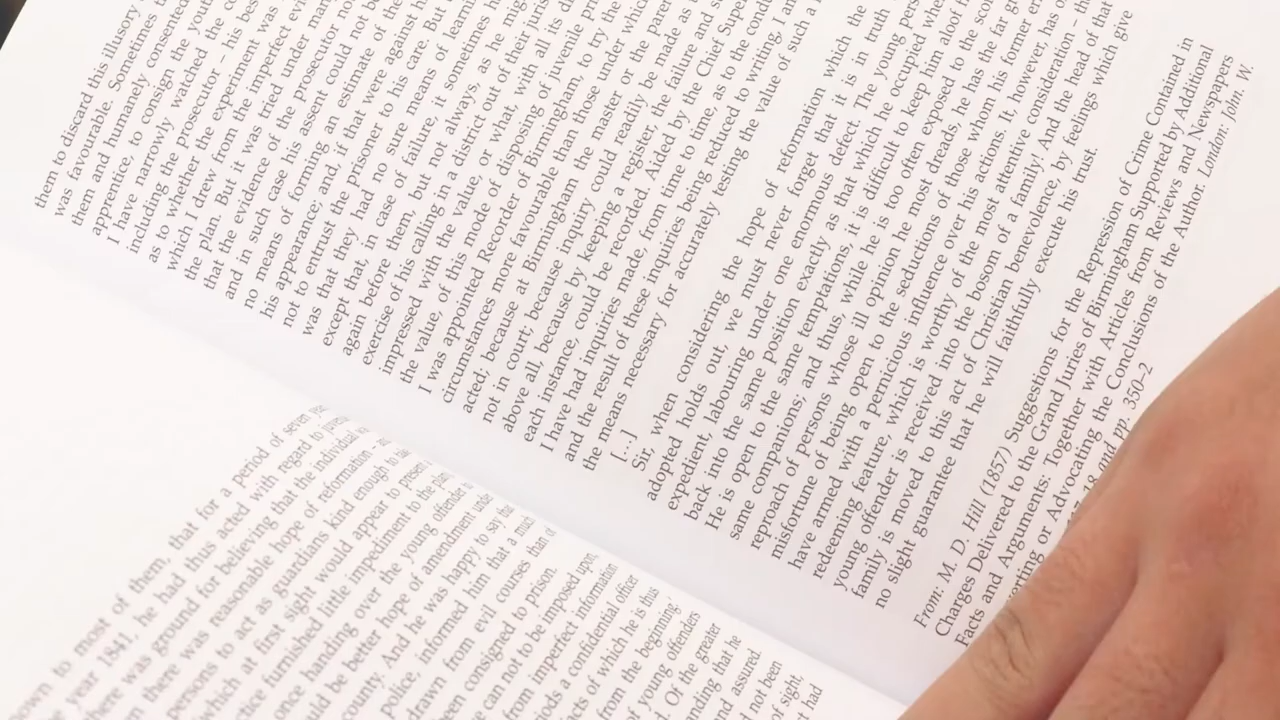 to most of them, that for a period of seven
year 1841, he had thus acted with regard to
there was ground for believing that the individual
there was reasonable hope of reformation
persons to act as guardians kind enough to
which at first sight would appear to present
furnished little impediment to the plan
once handing over the young offender
be better hope of amendment under
county. And he was happy to say that
police, informed him that a much
drawn from evil courses than
been consigned to prison.
can not to be imposed upon,
from imperfect information
a confidential officer
of which he is thus
from the beginning,'
of young offenders
Of the greater
that he
and assured
not been
of sight,
had
them to discard this illusory
was favourable. Sometimes
them and humanely consented
apprentice, to consign the
I have narrowly watched the
including the prosecutor – his
as to whether the experiment was
which I drew from the imperfect
the plan. But it was tried under
that the evidence of the prosecutor
and in such case his assent could not be
no means of forming an estimate of
his appearance; and if that were against
not to entrust the prisoner to his care. But
was that they had no sure means of
except that, in case of failure, it sometimes
again before them, but not always, as he
exercise of his calling in a district out of their
impressed with the value, or what, with all its
the value, of this mode of disposing of juvenile
I was appointed Recorder of Birmingham, to try the
circumstances more favourable than those under
acted; because at Birmingham the master or the
not in court; because inquiry could readily be made as
above all, because by keeping a register, the failure and
each instance, could be recorded. Aided by the Chief
I have had inquiries made, from time to time, as to the
and the result of these inquiries being reduced to writing, I
the means necessary for accurately testing the value of such a
[...]
Sir, when considering the hope of reformation which the
adopted holds out, we must never forget that it is in truth
expedient, labouring under one enormous defect. The young
back into the same position exactly as that which he occupied
He is open to the same temptations, it is difficult to keep him aloof
same companions, and thus, while he is too often exposed to the
reproach of persons whose ill opinion he most dreads, he has the far
misfortune of being open to the seductions of those whom his former
have armed with a pernicious influence over his actions. It, however, has
redeeming feature, which is worthy of the most attentive consideration –
young offender is received into the bosom of a family! And the head of that
family is moved to this act of Christian benevolence, by feelings which give
no slight guarantee that he will faithfully execute his trust.
From: M. D. Hill (1857) Suggestions for the Repression of Crime Contained in
Charges Delivered to the Grand Juries of Birmingham Supported by Additional
Facts and Arguments: Together with Articles from Reviews and Newspapers
or Advocating the Conclusions of the Author. London: John. W.
and pp. 350–2